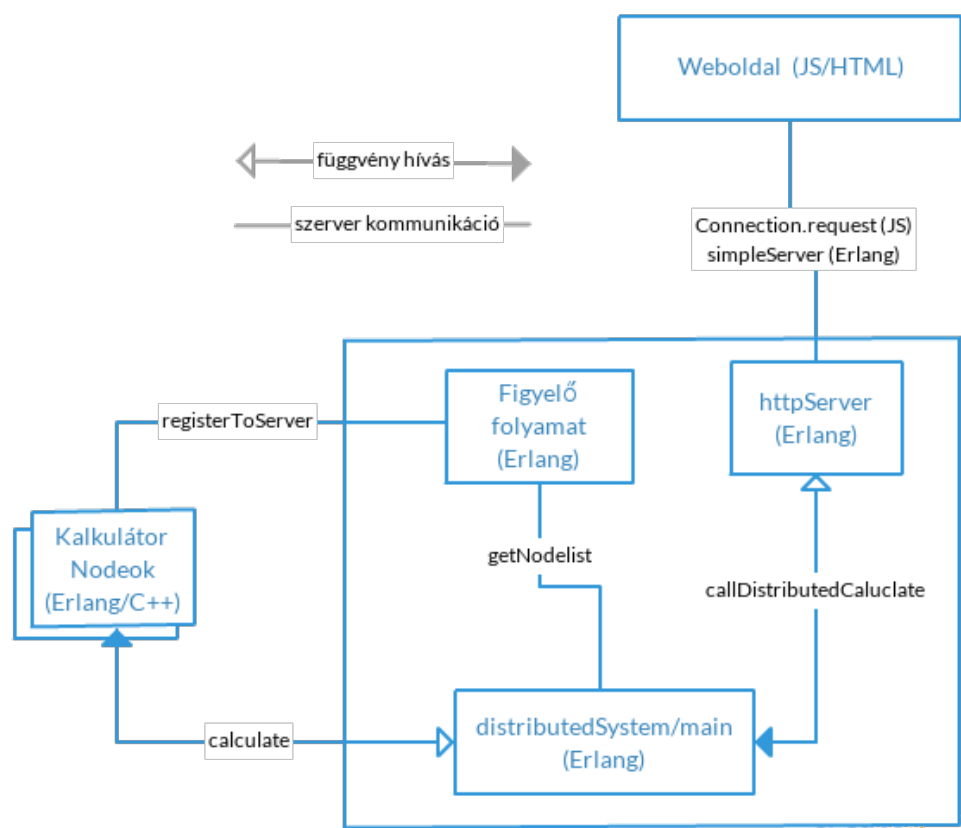 Weboldal (JS/HTML)
függvény hívás
szerver kommunikáció
Connection.request (JS)
simpleServer (Erlang)
Figyelő
folyamat
(Erlang)
httpServer
(Erlang)
registerToServer
Kalkulátor
Nodeok
(Erlang/C++)
getNodelist
callDistributedCaluclate
calculate
distributedSystem/main
(Erlang)